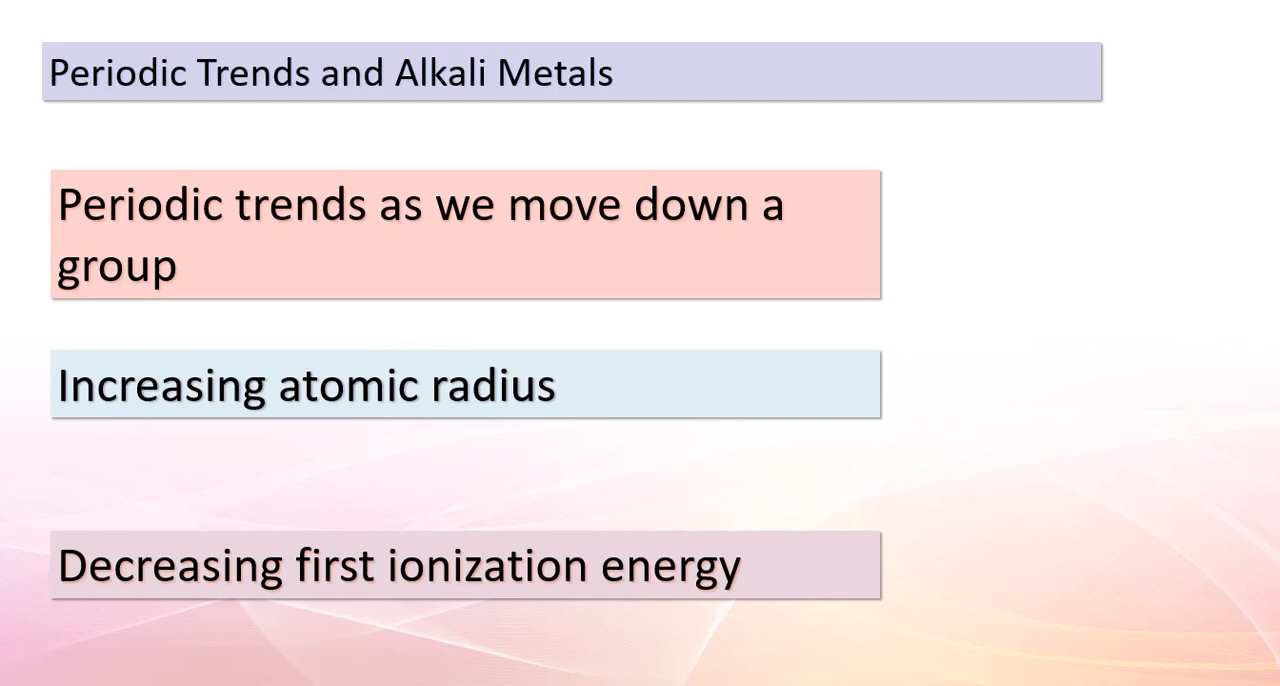 Periodic Trends and Alkali Metals
Periodic trends as we move down a
group
Increasing atomic radius
Decreasing first ionization energy